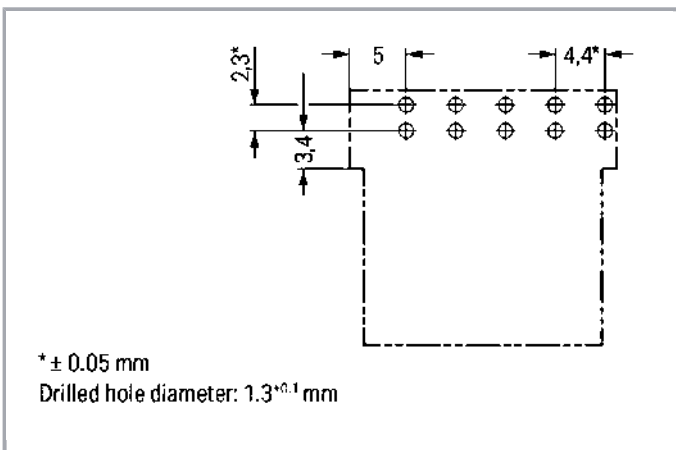 2,3*
5
4,4*
3,4
* ± 0.05 mm
Drilled hole diameter: 1.3⁺⁰·¹ mm